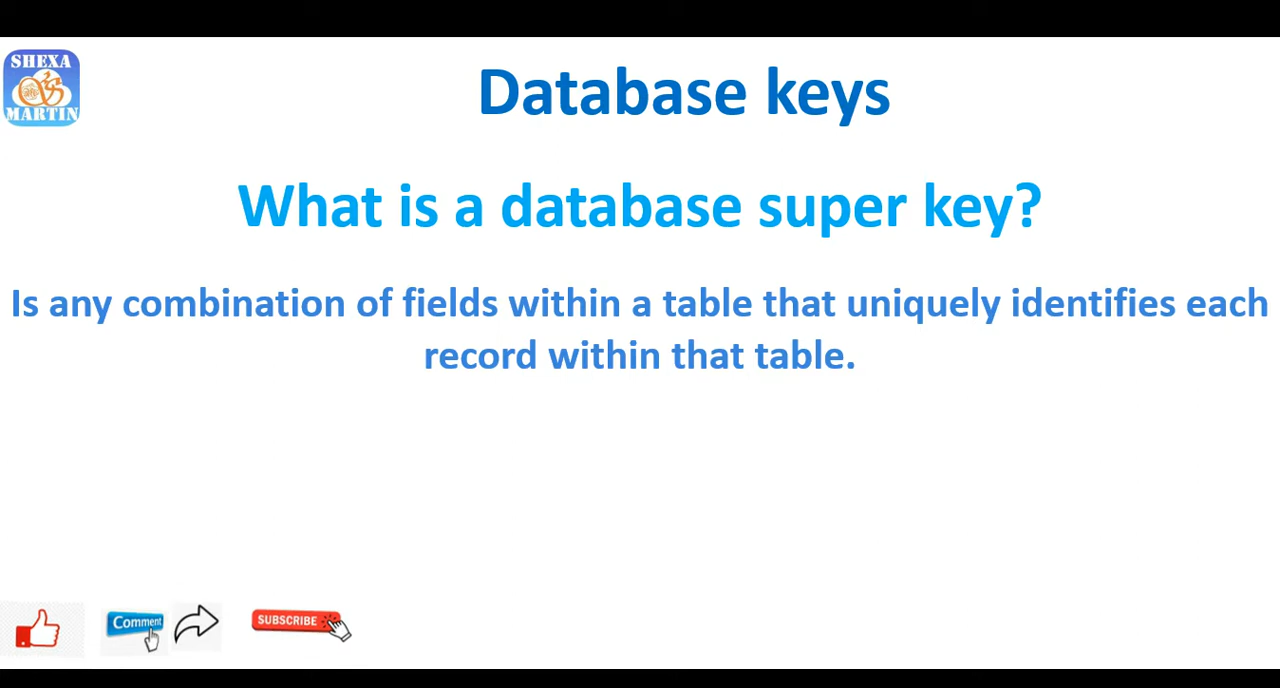 SHEXA
MARTIN
Database keys
What is a database super key?
Is any combination of fields within a table that uniquely identifies each
record within that table.
Comment
SUBSCRIBE